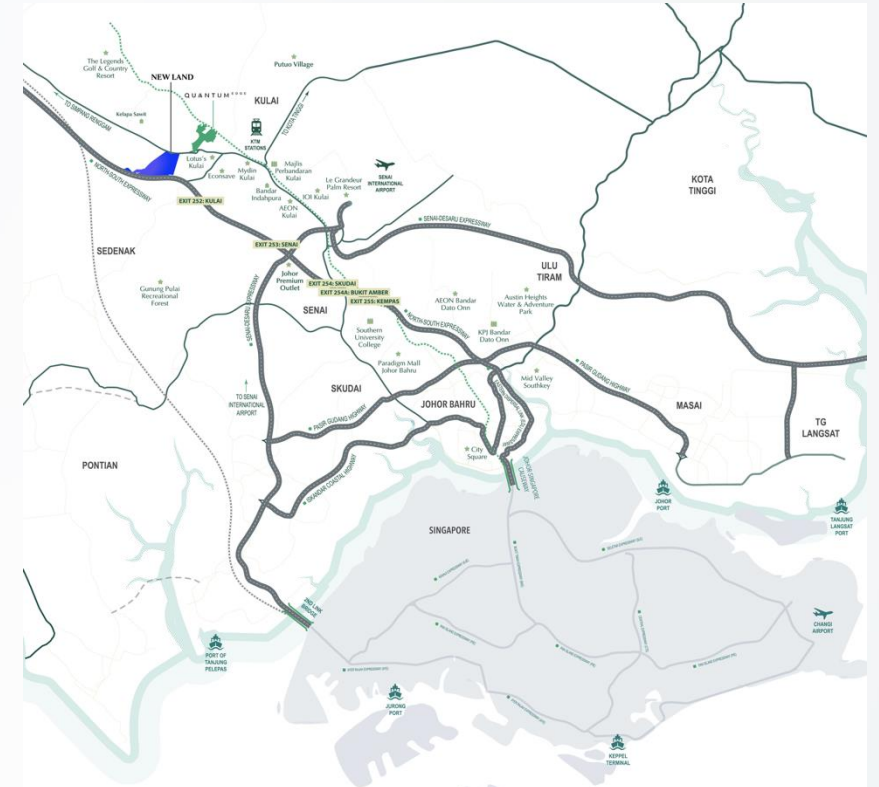 The Legends
Golf & Country
Resort
NEW LAND
Putuo Village
QUANTUM
KULAI
TO SIMPANG RENGGAM
Kelapa Sawit
KTM
STATIONS
TO KOTA TINGGI
Lotus's
Kulai
Econsave
Mydin
Kulai
Majlis
Perbandaran
Kulai
Bandar
Indahpura
IOI Kulai
AEON
Kulai
Le Grandeur
Palm Resort
SENAI
INTERNATIONAL
AIRPORT
NORTH-SOUTH EXPRESSWAY
EXIT 252: KULAI
KOTA
TINGGI
SENAI-DESARU EXPRESSWAY
SEDENAK
EXIT 253: SENAI
Johor
Premium
Outlet
ULU
TIRAM
Gunung Pulai
Recreational
Forest
EXIT 254: SKUDAI
EXIT 254A: BUKIT AMBER
EXIT 255: KEMPAS
AEON Bandar
Dato Onn
Austin Heights
Water & Adventure
Park
SENAI-DESARU EXPRESSWAY
SENAI
NORTH-SOUTH EXPRESSWAY
Southern
University
College
KPJ Bandar
Dato Onn
Paradigm Mall
Johor Bahru
PASIR GUDANG HIGHWAY
Mid Valley
Southkey
SKUDAI
TO SENAI
INTERNATIONAL
AIRPORT
JOHOR BAHRU
MASAI
TG
LANGSAT
PASIR GUDANG HIGHWAY
City
Square
PONTIAN
ISKANDAR COASTAL HIGHWAY
JOHOR SINGAPORE
CAUSEWAY
JOHOR
PORT
TANJUNG
LANGSAT
PORT
SINGAPORE
2ND LINK
BRIDGE
CHANGI
AIRPORT
PORT OF
TANJUNG
PELEPAS
JURONG
PORT
KEPPEL
TERMINAL